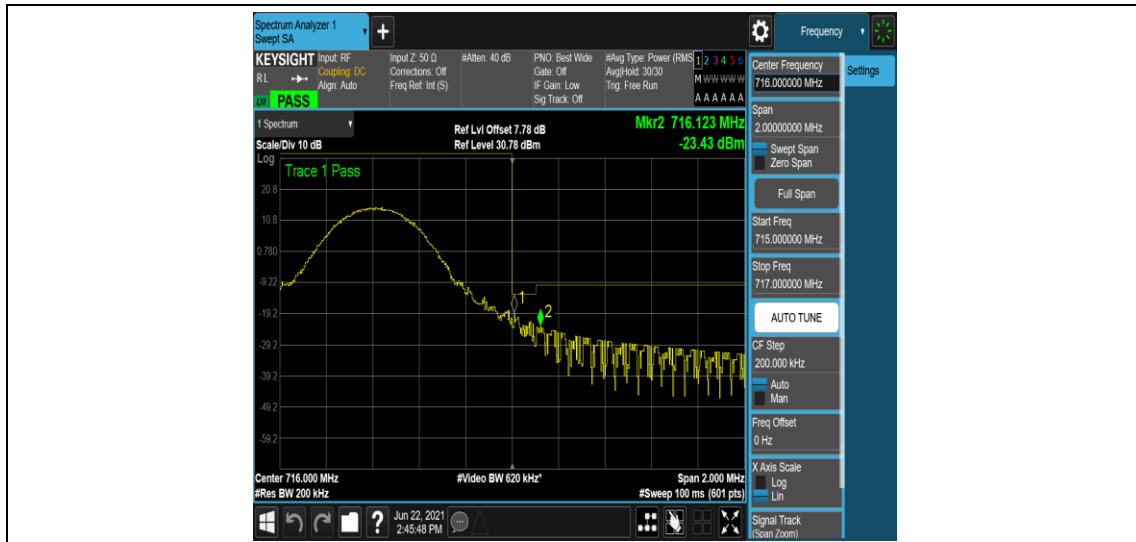 Spectrum Analyzer 1
Swept SA
+
Frequency
KEYSIGHT
RL
LXI
PASS
Input: RF
Coupling: DC
Align: Auto
Input Z: 50 Ω
Corrections: Off
Freq Ref: Int (S)
#Atten: 40 dB
PNO: Best Wide
Gate: Off
IF Gain: Low
Sig Track: Off
#Avg Type: Power (RMS
Avg|Hold: 30/30
Trig: Free Run
1 2 3 4 5 6
M W W W W W
A A A A A A
Center Frequency
716.000000 MHz
Settings
Span
2.00000000 MHz
Swept Span
Zero Span
Full Span
Start Freq
715.000000 MHz
Stop Freq
717.000000 MHz
AUTO TUNE
CF Step
200.000 kHz
Auto
Man
Freq Offset
0 Hz
X Axis Scale
Log
Lin
Signal Track
(Span Zoom)
1 Spectrum
Scale/Div 10 dB
Ref Lvl Offset 7.78 dB
Ref Level 30.78 dBm
Mkr2 716.123 MHz
-23.43 dBm
Log
Trace 1 Pass
20.8
10.8
0.780
-9.22
-19.2
-29.2
-39.2
-49.2
-59.2
1
2
Center 716.000 MHz
#Res BW 200 kHz
#Video BW 620 kHz*
Span 2.000 MHz
#Sweep 100 ms (601 pts)
?
Jun 22, 2021
2:45:48 PM